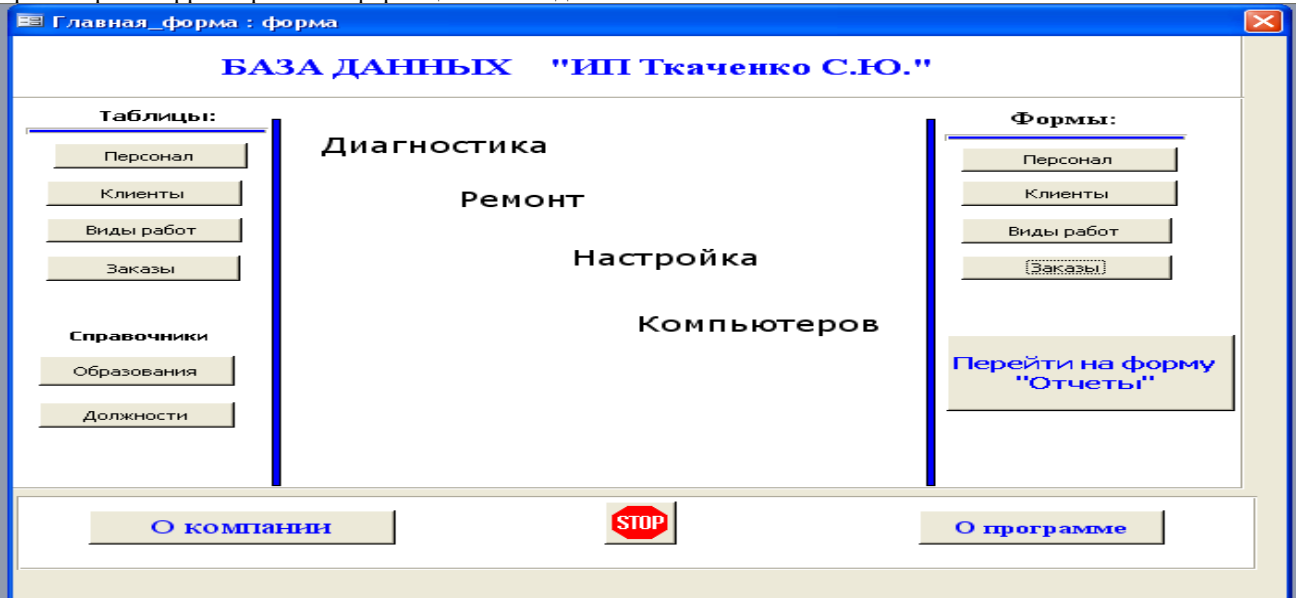 Главная_форма : форма
БАЗА ДАННЫХ "ИП Ткаченко С.Ю."
Таблицы:
Персонал
Клиенты
Виды работ
Заказы
Справочники
Образования
Должности
Диагностика
Ремонт
Настройка
Компьютеров
Формы:
Персонал
Клиенты
Виды работ
Заказы
Перейти на форму
"Отчеты"
О компании
STOP
О программе